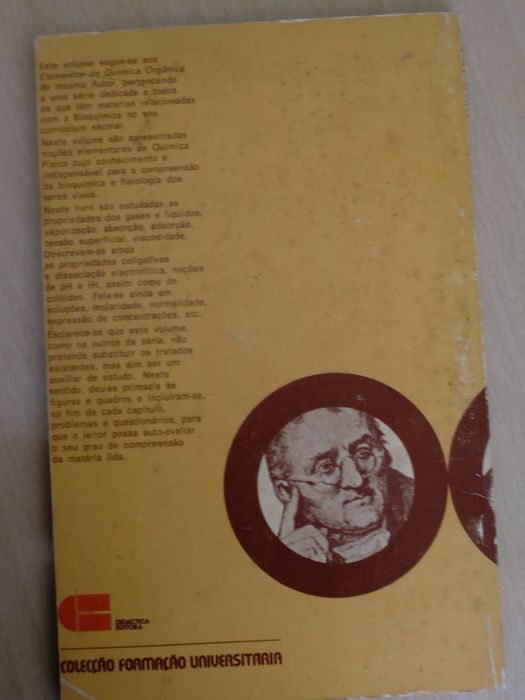 Este volume segue-se aos
Elementos de Química Orgânica
do mesmo Autor, pertencendo
a uma série dedicada a todos
os que têm matérias relacionadas
com a Bioquímica no seu
curriculum escolar.
Neste volume são apresentadas
noções elementares de Química
Física cujo conhecimento é
indispensável para a compreensão
da bioquímica e fisiologia dos
seres vivos.
Neste livro são estudadas as
propriedades dos gases e líquidos,
vaporização, absorção, adsorção,
tensão superficial, viscosidade.
Descrevem-se ainda
as propriedades coligativas
e dissociação electrolítica, noções
de pH e rH, assim como de
colóides. Fala-se ainda em
soluções, molaridade, normalidade,
expressão de concentrações, etc.
Esclarece-se que este volume,
como os outros da série, não
pretende substituir os tratados
existentes, mas sim ser um
auxiliar de estudo. Neste
sentido, deu-se primazia às
figuras e quadros e incluíram-se,
no fim de cada capítulo,
problemas e questionários, para
que o leitor possa auto-avaliar
o seu grau de compreensão
da matéria lida.
DIDACTICA
EDITORA
COLECÇÃO FORMAÇÃO UNIVERSITÁRIA